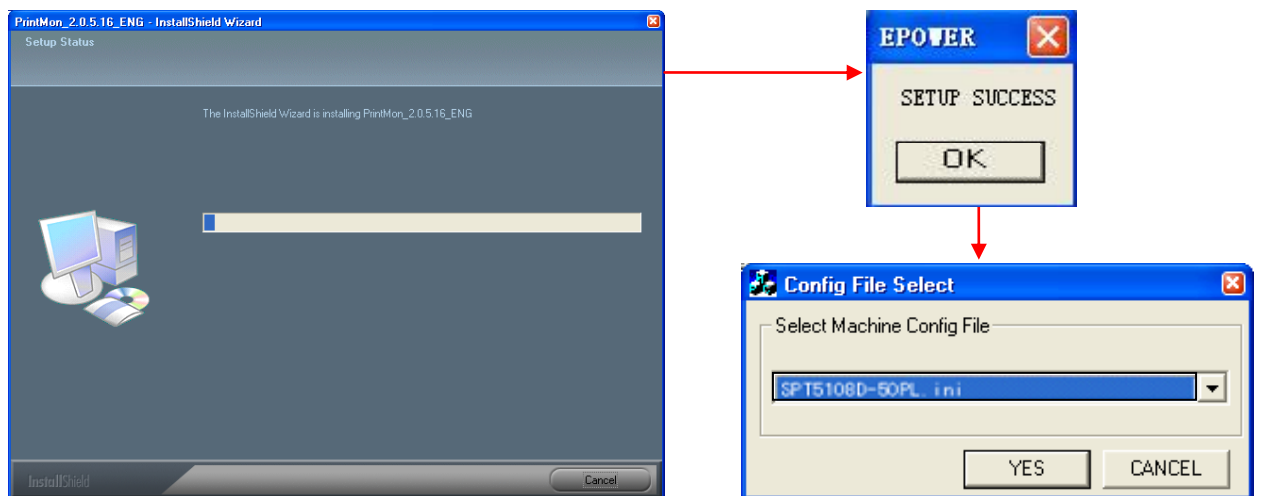 PrintMon_2.0.5.16_ENG - InstallShield Wizard
Setup Status
The InstallShield Wizard is installing PrintMon_2.0.5.16_ENG
InstallShield
Cancel
EPOWER
SETUP SUCCESS
OK
Config File Select
Select Machine Config File
SPT5108D-50PL.ini
YES
CANCEL